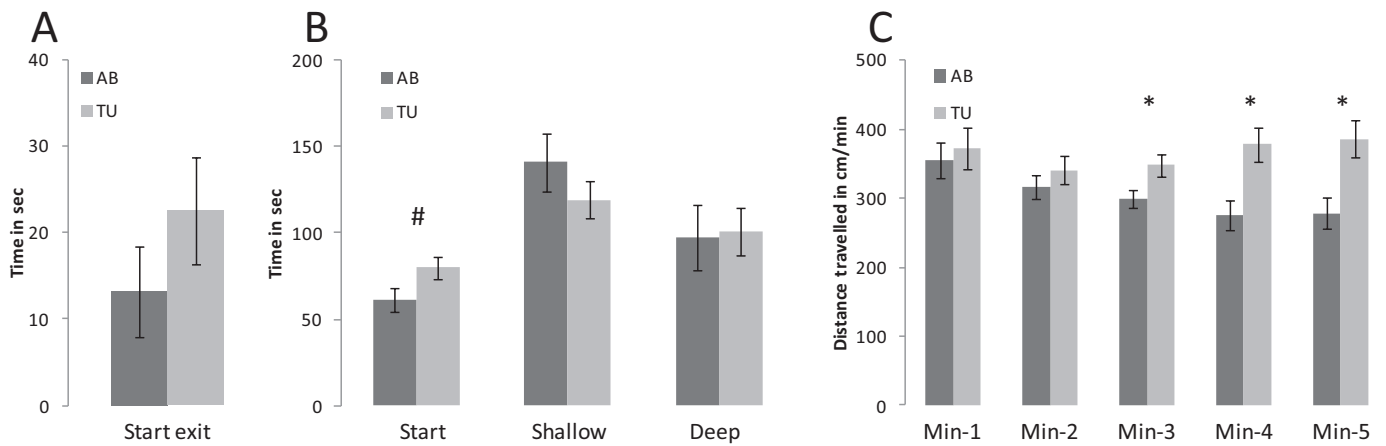 A
Time in sec
40
30
20
10
0
AB
TU
Start exit
B
Time in sec
200
150
100
50
0
AB
TU
#
Start Shallow Deep
C
Distance travelled in cm/min
500
400
300
200
100
0
AB
TU
* * *
Min-1 Min-2 Min-3 Min-4 Min-5